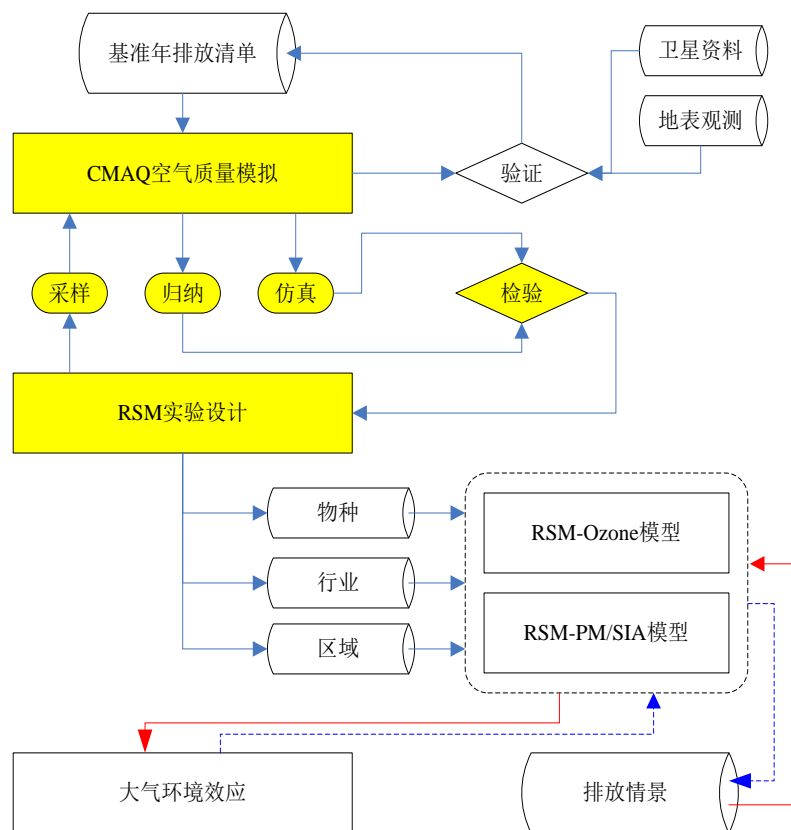 基准年排放清单
卫星资料
地表观测
CMAQ空气质量模拟
验证
采样
归纳
仿真
检验
RSM实验设计
物种
行业
区域
RSM-Ozone模型
RSM-PM/SIA模型
大气环境效应
排放情景